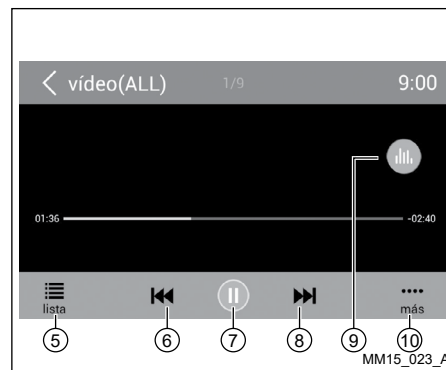 vídeo(ALL) 1/9 9:00
01:36 -02:40
lista más
5 6 7 8 9 10
MM15_023_A